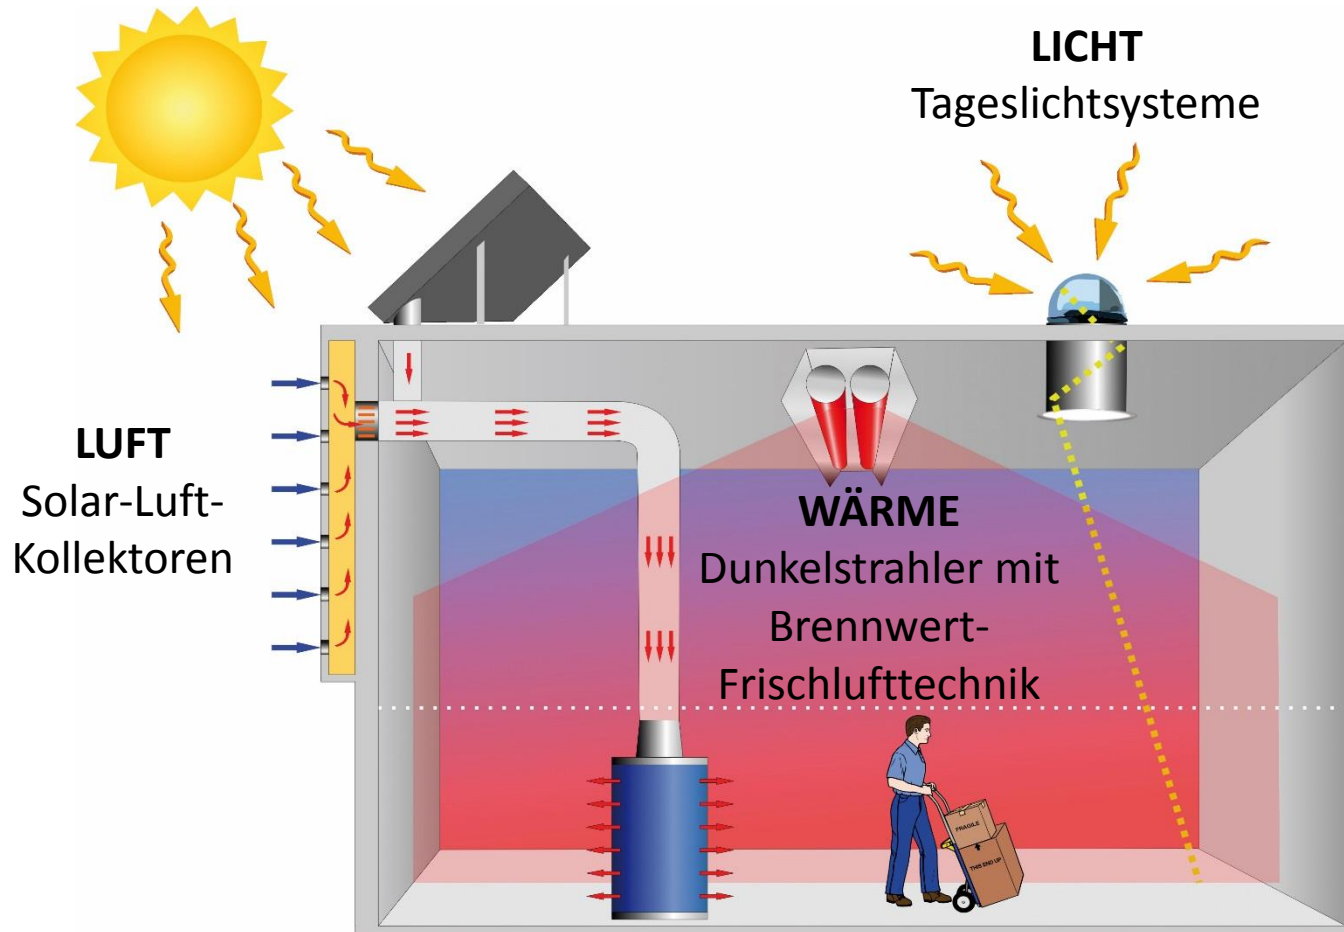 LICHT
Tageslichtsysteme
LUFT
Solar-Luft-
Kollektoren
WÄRME
Dunkelstrahler mit
Brennwert-
Frischlufttechnik
FRAGILE
THIS END UP